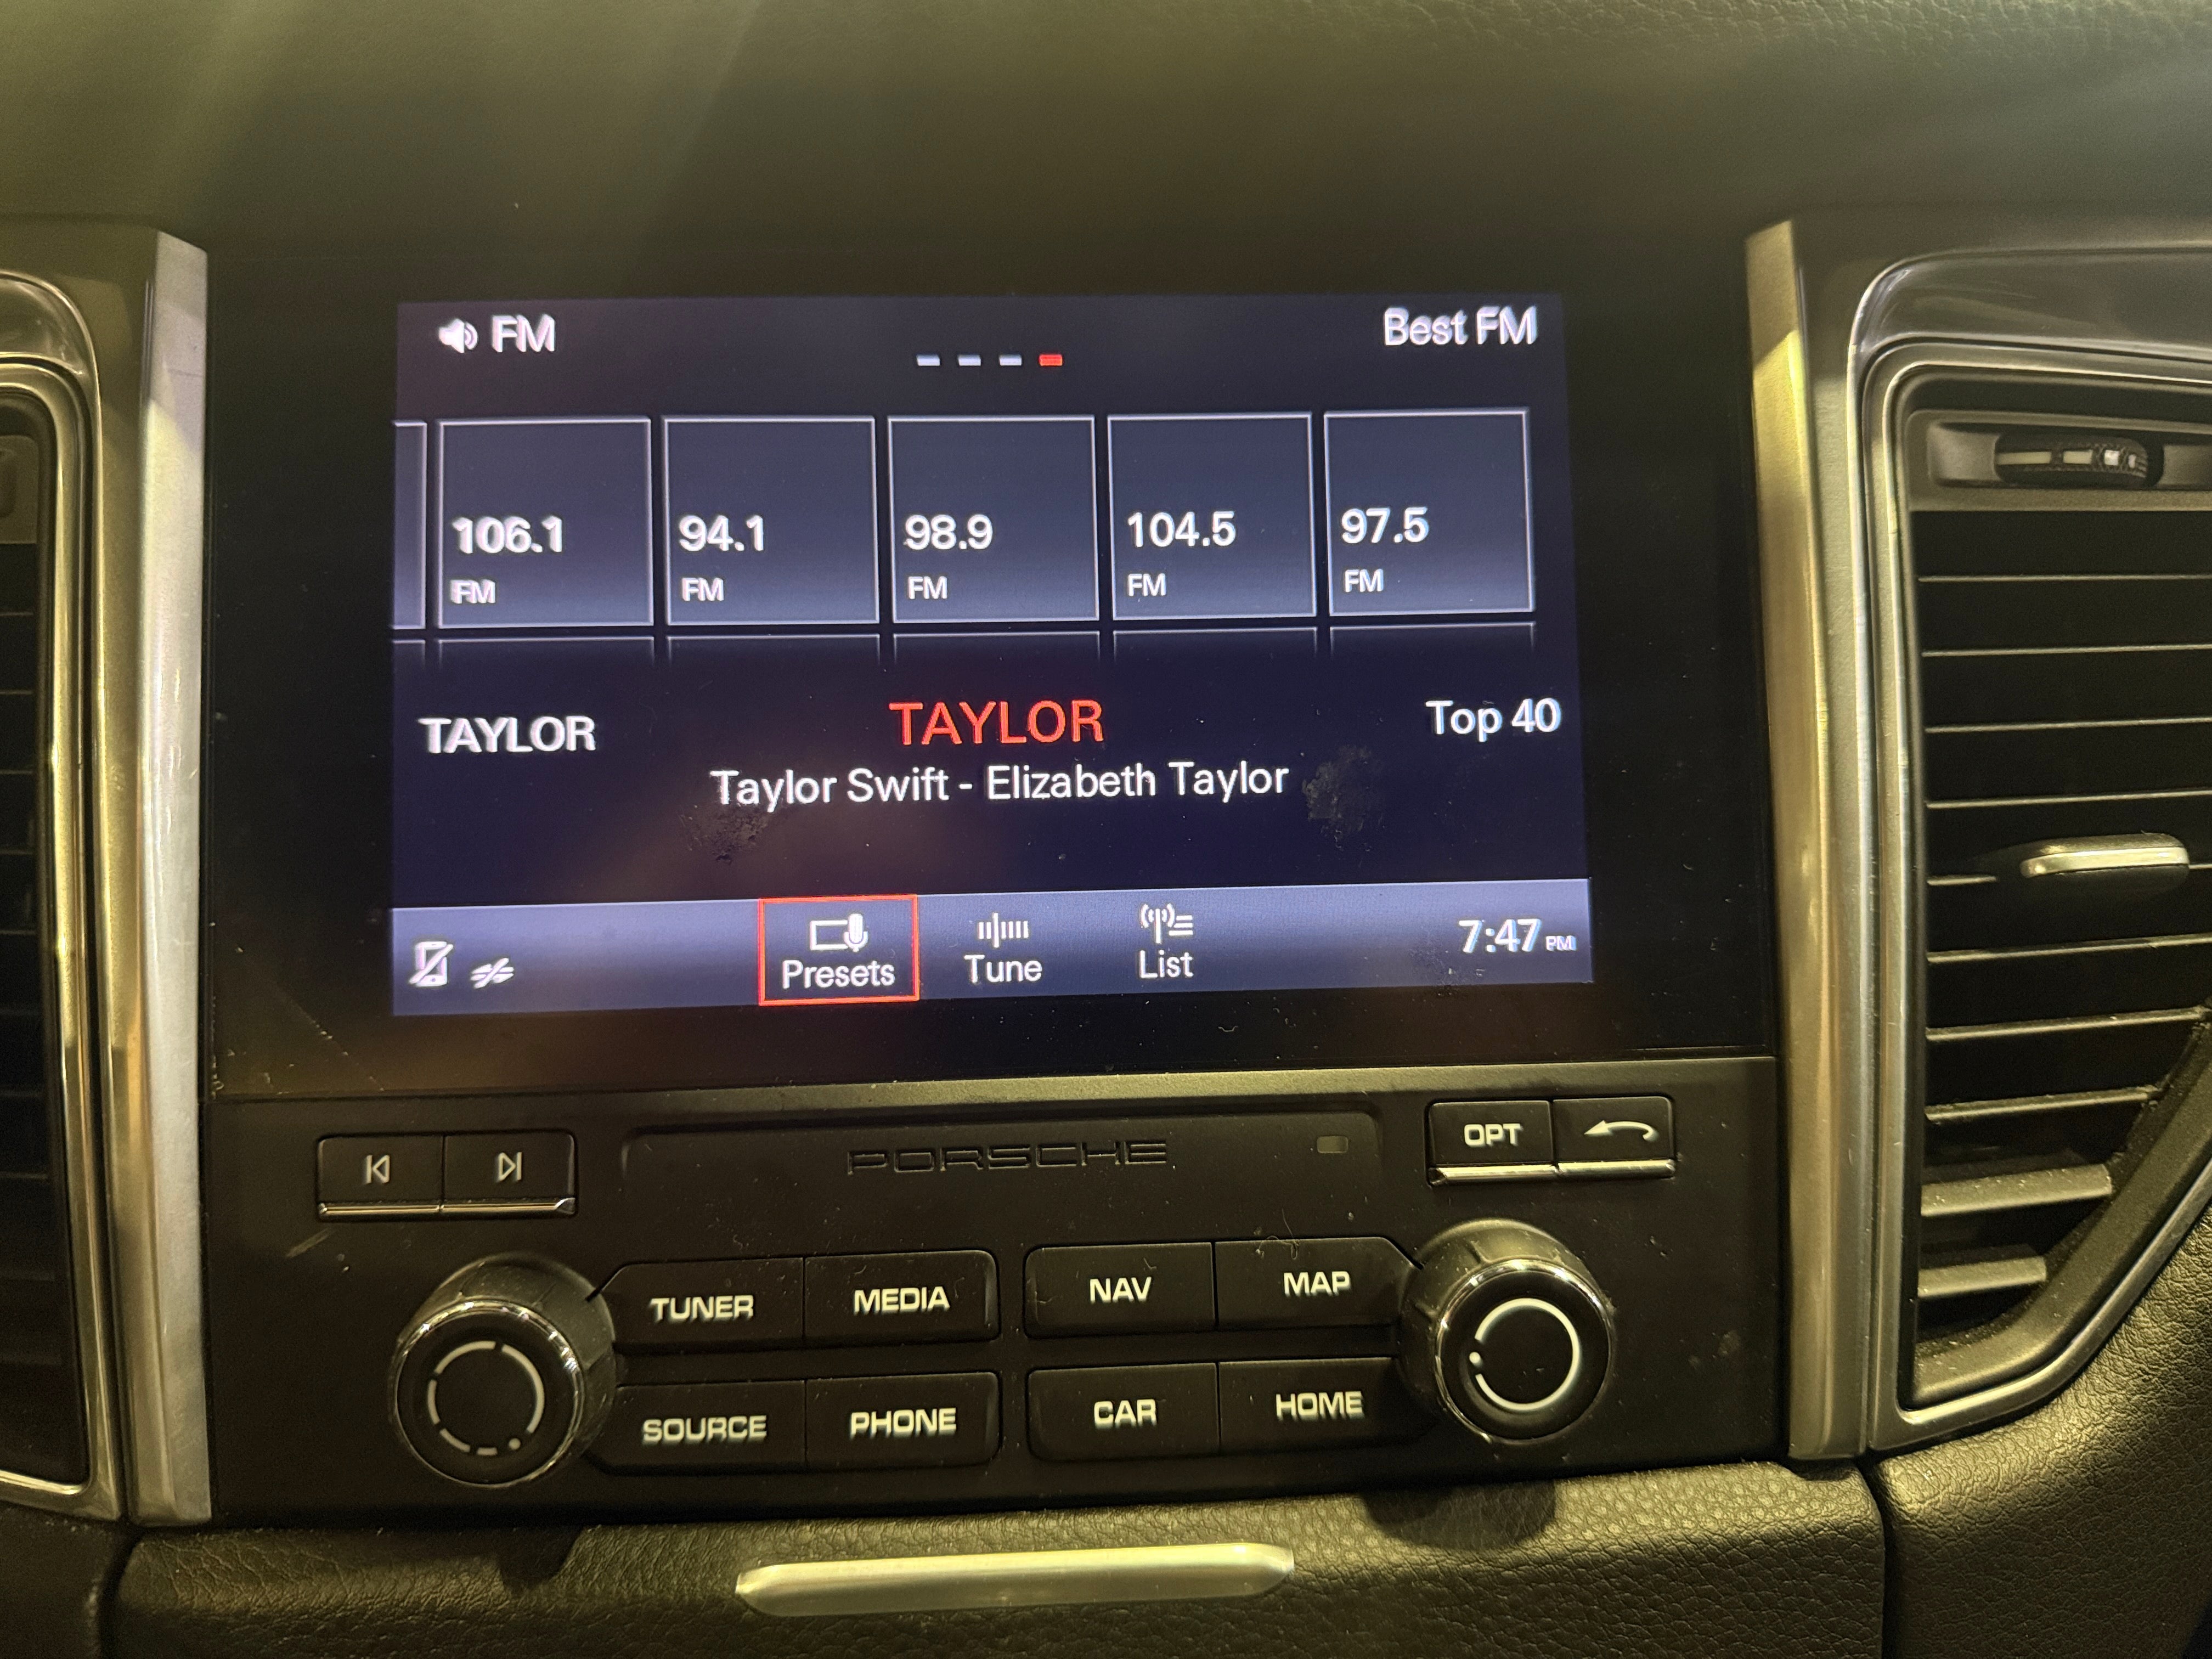 FM
Best FM
106.1 94.1 98.9 104.5 97.5
FM FM FM FM FM
TAYLOR TAYLOR Top 40
Taylor Swift - Elizabeth Taylor
Presets Tune List 7:47 PM
PORSCHE
OPT
TUNER MEDIA NAV MAP
SOURCE PHONE CAR HOME